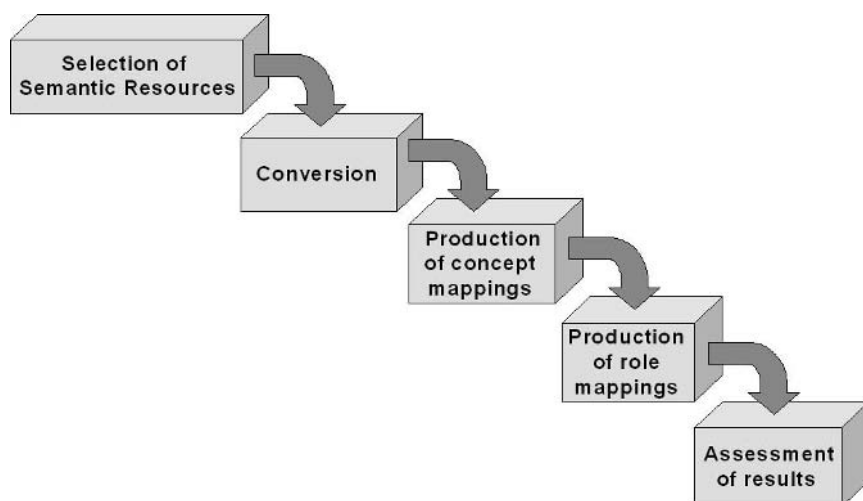 Selection of
Semantic Resources
Conversion
Production
of concept
mappings
Production
of role
mappings
Assessment
of results